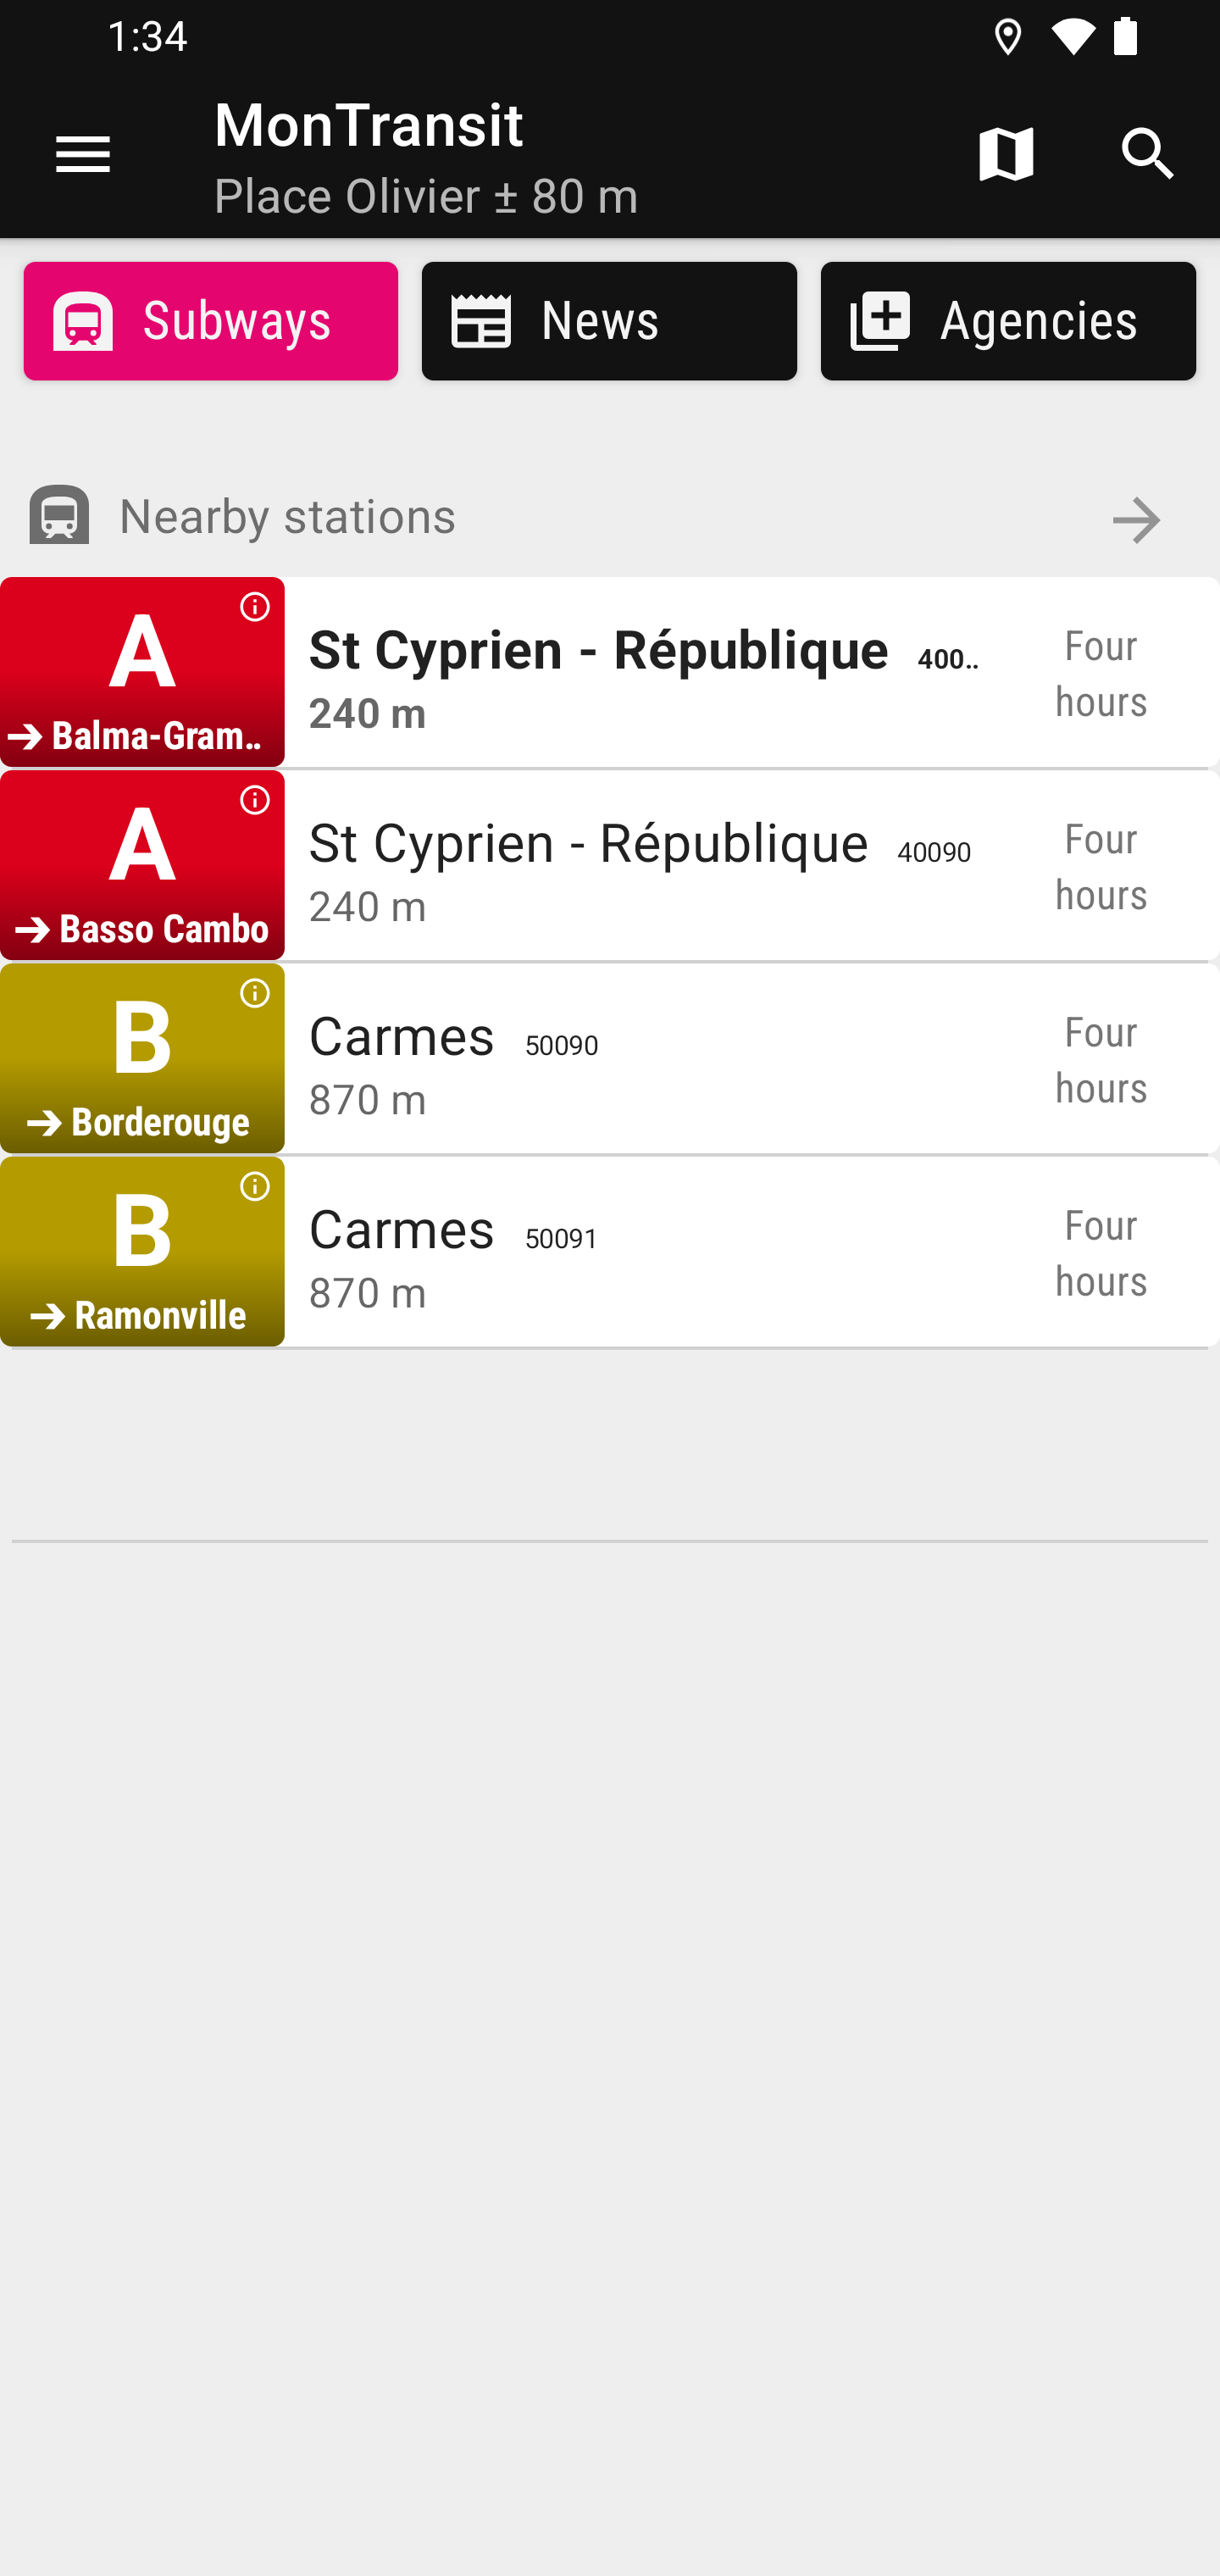 1:34
MonTransit
Place Olivier ± 80 m
Subways
News
Agencies
Nearby stations
A
➔ Balma-Gram..
St Cyprien - République 400..
240 m
Four
hours
A
➔ Basso Cambo
St Cyprien - République 40090
240 m
Four
hours
B
➔ Borderouge
Carmes 50090
870 m
Four
hours
B
➔ Ramonville
Carmes 50091
870 m
Four
hours